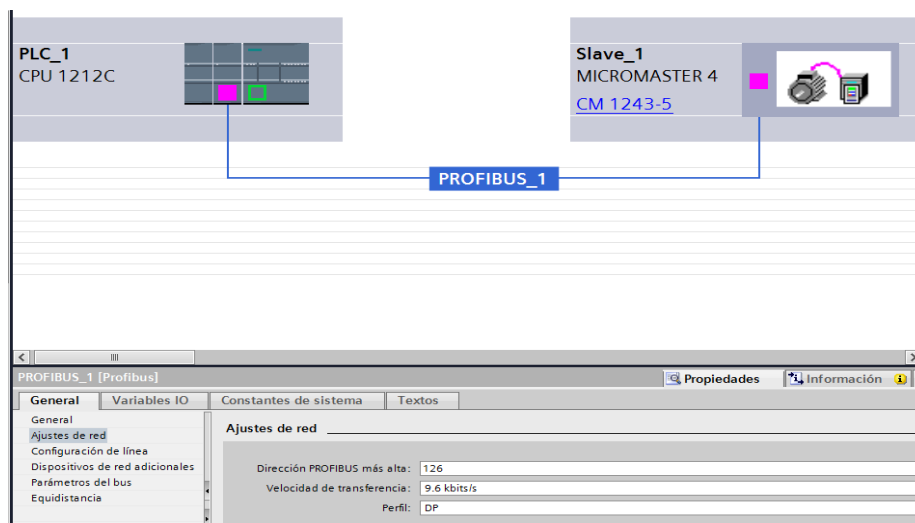 PLC_1
CPU 1212C
Slave_1
MICROMASTER 4
CM 1243-5
PROFIBUS_1
PROFIBUS_1 [Profibus]
Propiedades
Información
General
Variables IO
Constantes de sistema
Textos
General
Ajustes de red
Configuración de línea
Dispositivos de red adicionales
Parámetros del bus
Equidistancia
Ajustes de red
Dirección PROFIBUS más alta: 126
Velocidad de transferencia: 9.6 kbits/s
Perfil: DP